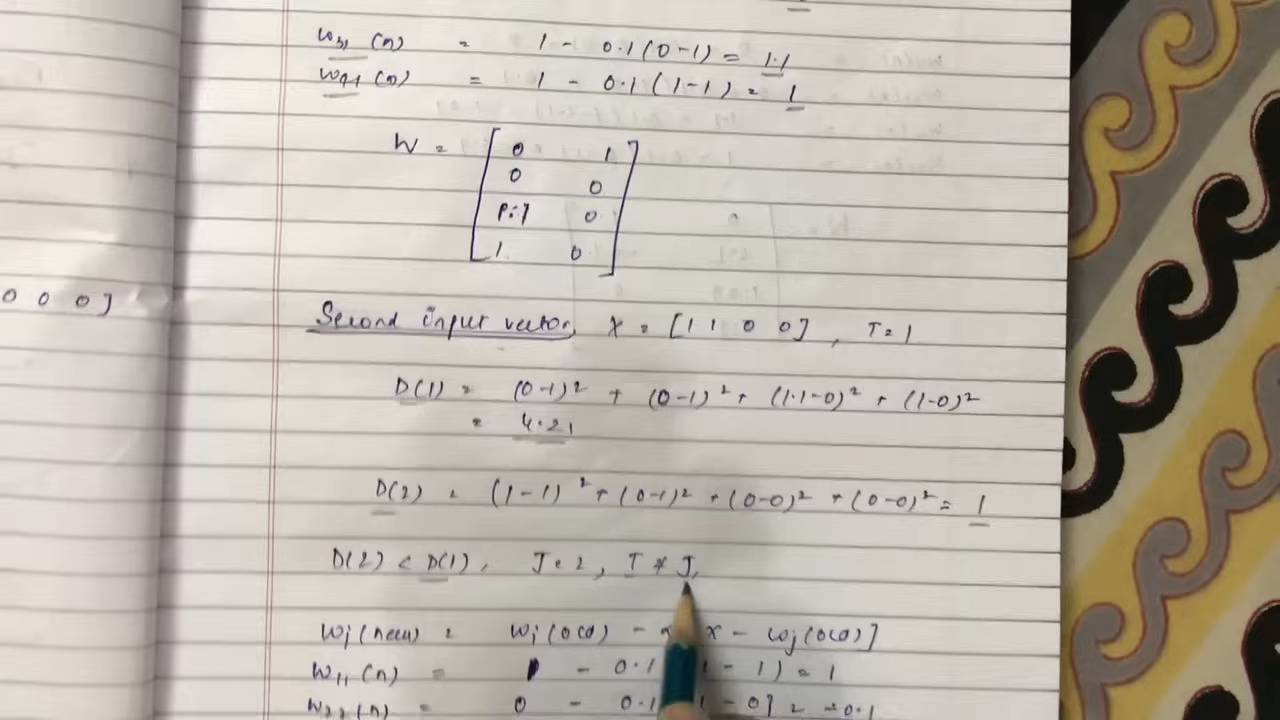 0 0 0]
w31 (n) = 1 - 0.1 (0-1) = 1.1
w41 (n) = 1 - 0.1 (1-1) = 1
W = [0 1
0 0
1.1 0
1 0]
Second input vector, X = [1 1 0 0], T = 1
D(1) = (0-1)² + (0-1)² + (1.1-0)² + (1-0)²
= 4.21
D(2) = (1-1)² + (0-1)² + (0-0)² + (0-0)² = 1
D(2) < D(1), J = 2, T ≠ J,
wj (new) = wj (old) - α x - wj (old)]
w11 (n) = 1 - 0.1 1 - 1) = 1
w22 (n) = 0 - 0.1 1 - 0] = -0.1